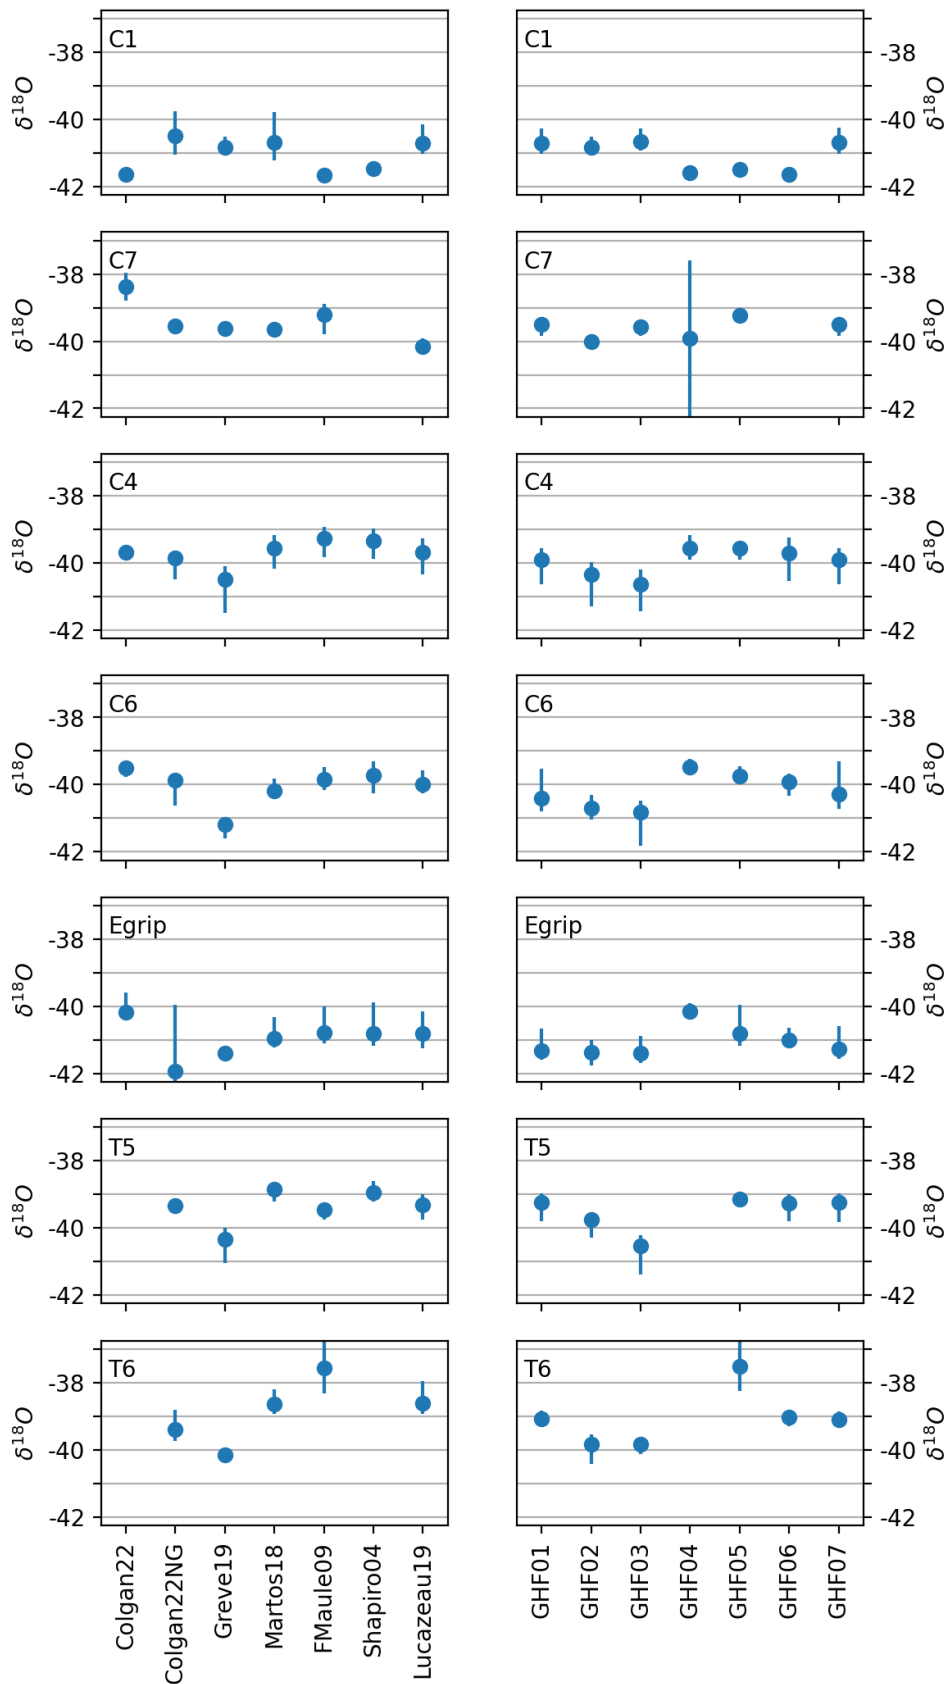 C1
-38
-40
-42
δ18O
C1
-38
-40
-42
δ18O
C7
-38
-40
-42
δ18O
C7
-38
-40
-42
δ18O
C4
-38
-40
-42
δ18O
C4
-38
-40
-42
δ18O
C6
-38
-40
-42
δ18O
C6
-38
-40
-42
δ18O
Egrip
-38
-40
-42
δ18O
Egrip
-38
-40
-42
δ18O
T5
-38
-40
-42
δ18O
T5
-38
-40
-42
δ18O
T6
-38
-40
-42
δ18O
T6
-38
-40
-42
δ18O
Colgan22
Colgan22NG
Greve19
Martos18
FMaule09
Shapiro04
Lucazeau19
GHF01
GHF02
GHF03
GHF04
GHF05
GHF06
GHF07